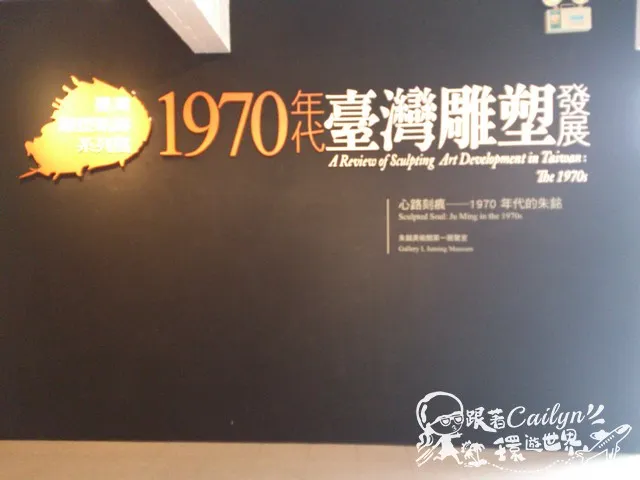 1970年代臺灣雕塑發展
A Review of Sculpting Art Development in Taiwan :
The 1970s
心路刻痕——1970 年代的朱銘
Sculpted Soul: Ju Ming in the 1970s
朱銘美術館第一展覽室
Gallery I, Juming Museum
跟著Cailyn
環遊世界